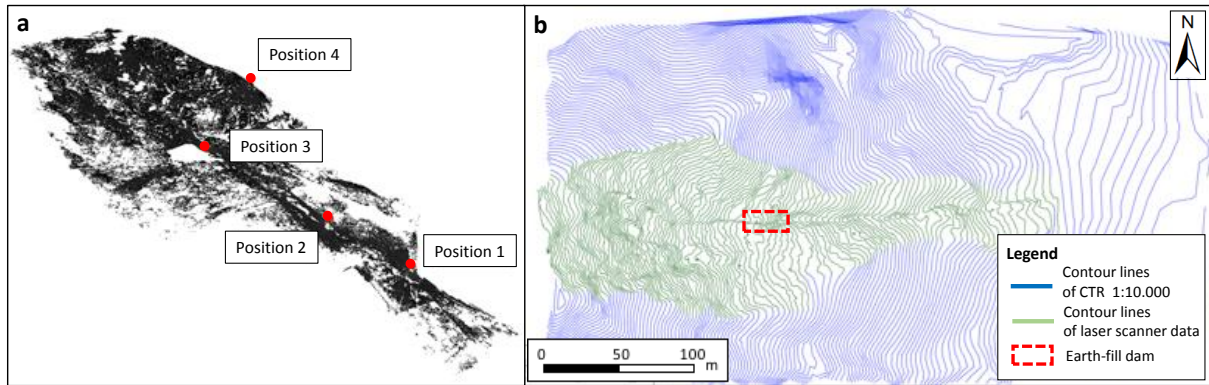 a
Position 4
Position 3
Position 2
Position 1
b
N
Legend
Contour lines
of CTR 1:10.000
Contour lines
of laser scanner data
Earth-fill dam
0 50 100
m